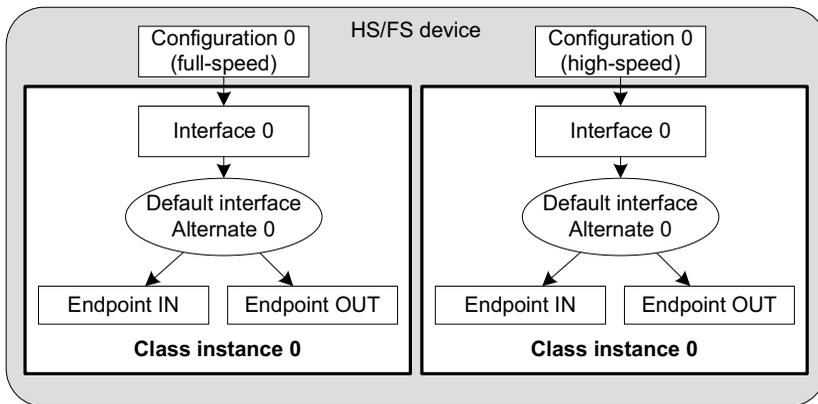 HS/FS device
Configuration 0
(full-speed)
Interface 0
Default interface
Alternate 0
Endpoint IN
Endpoint OUT
Class instance 0
Configuration 0
(high-speed)
Interface 0
Default interface
Alternate 0
Endpoint IN
Endpoint OUT
Class instance 0